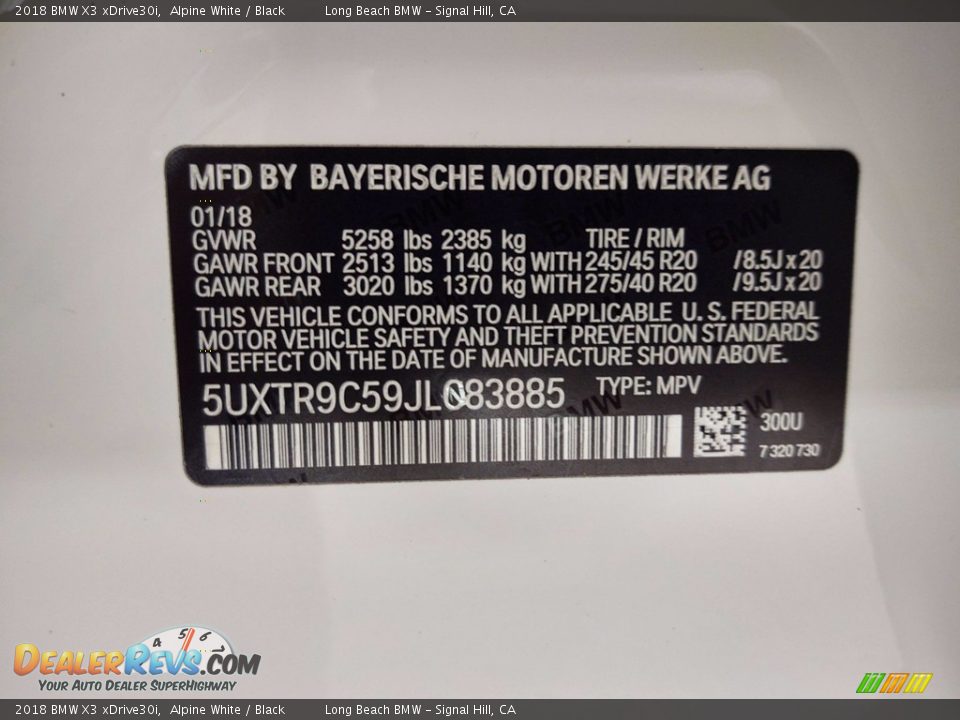 2018 BMW X3 xDrive30i, Alpine White / Black Long Beach BMW - Signal Hill, CA
MFD BY BAYERISCHE MOTOREN WERKE AG
01/18
GVWR 5258 lbs 2385 kg TIRE / RIM
GAWR FRONT 2513 lbs 1140 kg WITH 245/45 R20 /8.5J x 20
GAWR REAR 3020 lbs 1370 kg WITH 275/40 R20 /9.5J x 20
THIS VEHICLE CONFORMS TO ALL APPLICABLE U. S. FEDERAL
MOTOR VEHICLE SAFETY AND THEFT PREVENTION STANDARDS
IN EFFECT ON THE DATE OF MANUFACTURE SHOWN ABOVE.
5UXTR9C59JLC83885 TYPE: MPV
300U
7 320 730
4 5 6 7
DEALERREVS.COM
YOUR AUTO DEALER SUPERHIGHWAY
2018 BMW X3 xDrive30i, Alpine White / Black Long Beach BMW - Signal Hill, CA